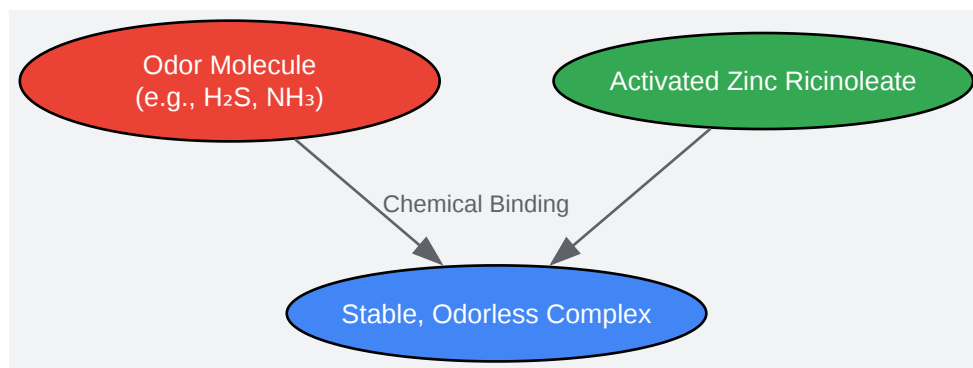 Odor Molecule
(e.g., H₂S, NH₃)
Activated Zinc Ricinoleate
Chemical Binding
Stable, Odorless Complex